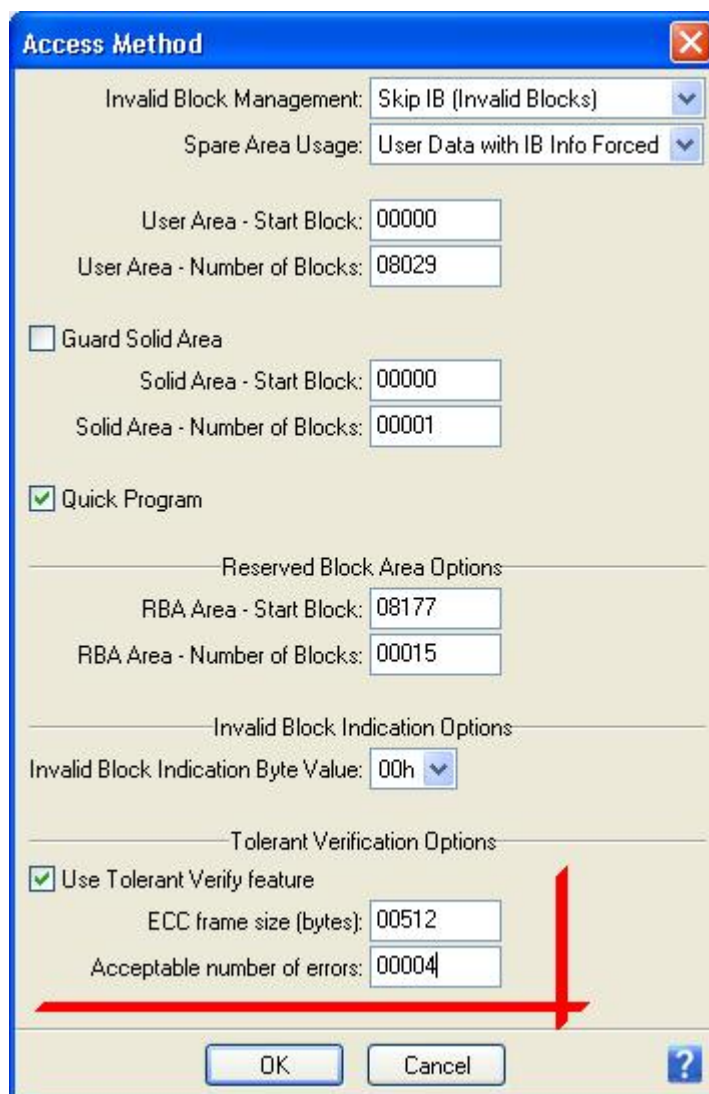 Access Method
Invalid Block Management: Skip IB (Invalid Blocks)
Spare Area Usage: User Data with IB Info Forced
User Area - Start Block: 00000
User Area - Number of Blocks: 08029
Guard Solid Area
Solid Area - Start Block: 00000
Solid Area - Number of Blocks: 00001
Quick Program
Reserved Block Area Options
RBA Area - Start Block: 08177
RBA Area - Number of Blocks: 00015
Invalid Block Indication Options
Invalid Block Indication Byte Value: 00h
Tolerant Verification Options
Use Tolerant Verify feature
ECC frame size (bytes): 00512
Acceptable number of errors: 00004
OK Cancel ?